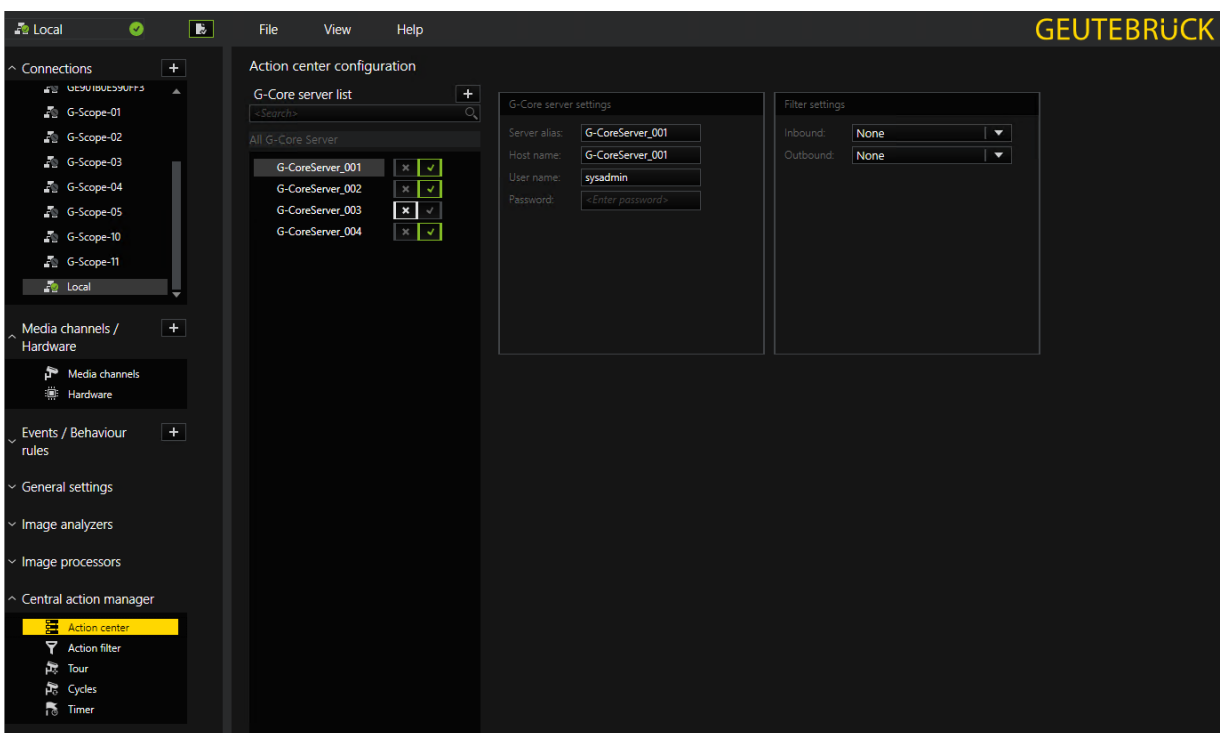 Local
File
View
Help
GEUTEBRÜCK
Connections
G-Scope-01
G-Scope-02
G-Scope-03
G-Scope-04
G-Scope-05
G-Scope-10
G-Scope-11
Local
Media channels /
Hardware
Media channels
Hardware
Events / Behaviour
rules
General settings
Image analyzers
Image processors
Central action manager
Action center
Action filter
Tour
Cycles
Timer
Action center configuration
G-Core server list
<Search>
All G-Core Server
G-CoreServer_001
G-CoreServer_002
G-CoreServer_003
G-CoreServer_004
G-Core server settings
Server alias: G-CoreServer_001
Host name: G-CoreServer_001
User name: sysadmin
Password: <Enter password>
Filter settings
Inbound: None
Outbound: None